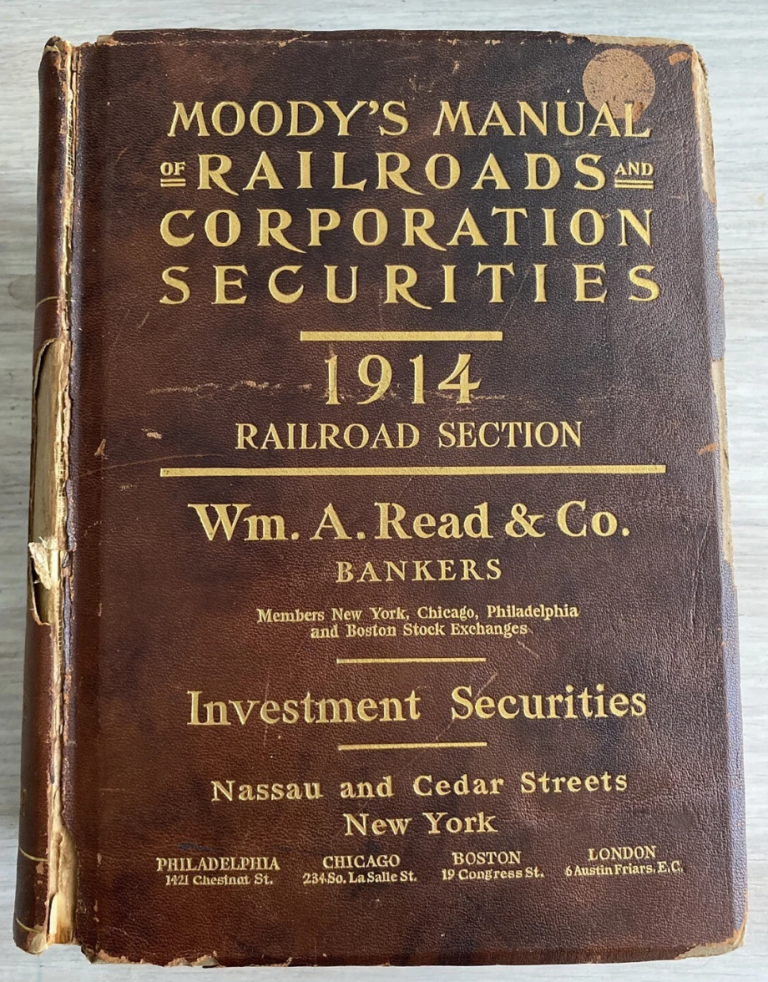 MOODY'S MANUAL
OF RAILROADS AND
CORPORATION
SECURITIES
1914
RAILROAD SECTION
Wm. A. Read & Co.
BANKERS
Members New York, Chicago, Philadelphia
and Boston Stock Exchanges
Investment Securities
Nassau and Cedar Streets
New York
PHILADELPHIA CHICAGO BOSTON LONDON
1421 Chestnut St. 234 So. La Salle St. 19 Congress St. 6 Austin Friars, E.C.